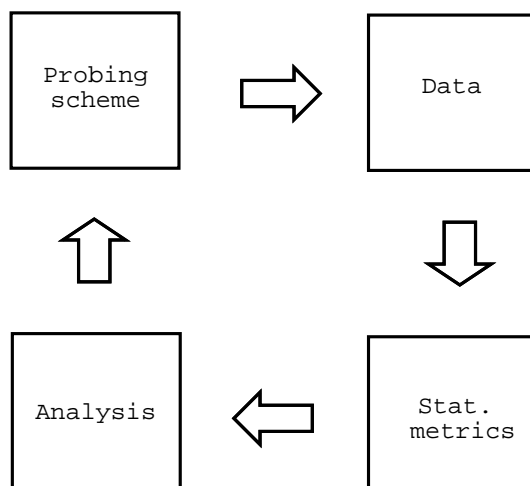 Probing
scheme
Data
Analysis
Stat.
metrics